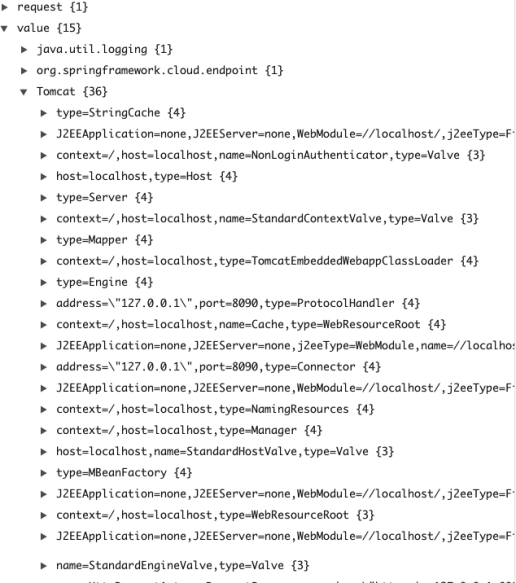 request {1}
value {15}
java.util.logging {1}
org.springframework.cloud.endpoint {1}
Tomcat {36}
type=StringCache {4}
J2EEApplication=none,J2EEServer=none,WebModule=//localhost/,j2eeType=F
context=/,host=localhost,name=NonLoginAuthenticator,type=Valve {3}
host=localhost,type=Host {4}
type=Server {4}
context=/,host=localhost,name=StandardContextValve,type=Valve {3}
type=Mapper {4}
context=/,host=localhost,type=TomcatEmbeddedWebappClassLoader {4}
type=Engine {4}
address=\"127.0.0.1\",port=8090,type=ProtocolHandler {4}
context=/,host=localhost,name=Cache,type=WebResourceRoot {4}
J2EEApplication=none,J2EEServer=none,j2eeType=WebModule,name=//localhos
address=\"127.0.0.1\",port=8090,type=Connector {4}
J2EEApplication=none,J2EEServer=none,WebModule=//localhost/,j2eeType=F
context=/,host=localhost,type=NamingResources {4}
context=/,host=localhost,type=Manager {4}
host=localhost,name=StandardHostValve,type=Valve {3}
type=MBeanFactory {4}
J2EEApplication=none,J2EEServer=none,WebModule=//localhost/,j2eeType=F
context=/,host=localhost,type=WebResourceRoot {3}
J2EEApplication=none,J2EEServer=none,WebModule=//localhost/,j2eeType=F
name=StandardEngineValve,type=Valve {3}